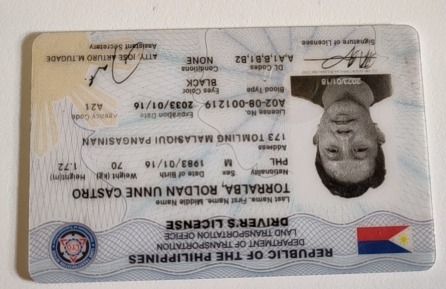 REPUBLIC OF THE PHILIPPINES
DEPARTMENT OF TRANSPORTATION
LAND TRANSPORTATION OFFICE
DRIVER'S LICENSE
Last Name. First Name. Middle Name
TORRALBA, ROLDAN UNNE CASTRO
Nationality Sex Date of Birth Weight (kg) Height(m)
PHL M 1983/01/16 70 1.72
Address
173 TOMLING MALASIQUI PANGASINAN
License No. Expiration Date Agency Code
A02-08-001219 2033/01/16 A21
Blood Type Eyes Color
BLACK
DL Codes Conditions
A,A1,B,B1,B2 NONE
2023/01/18
Signature of Licensee
ATTY. JOSE ARTURO M. TUGADE
Assistant Secretary